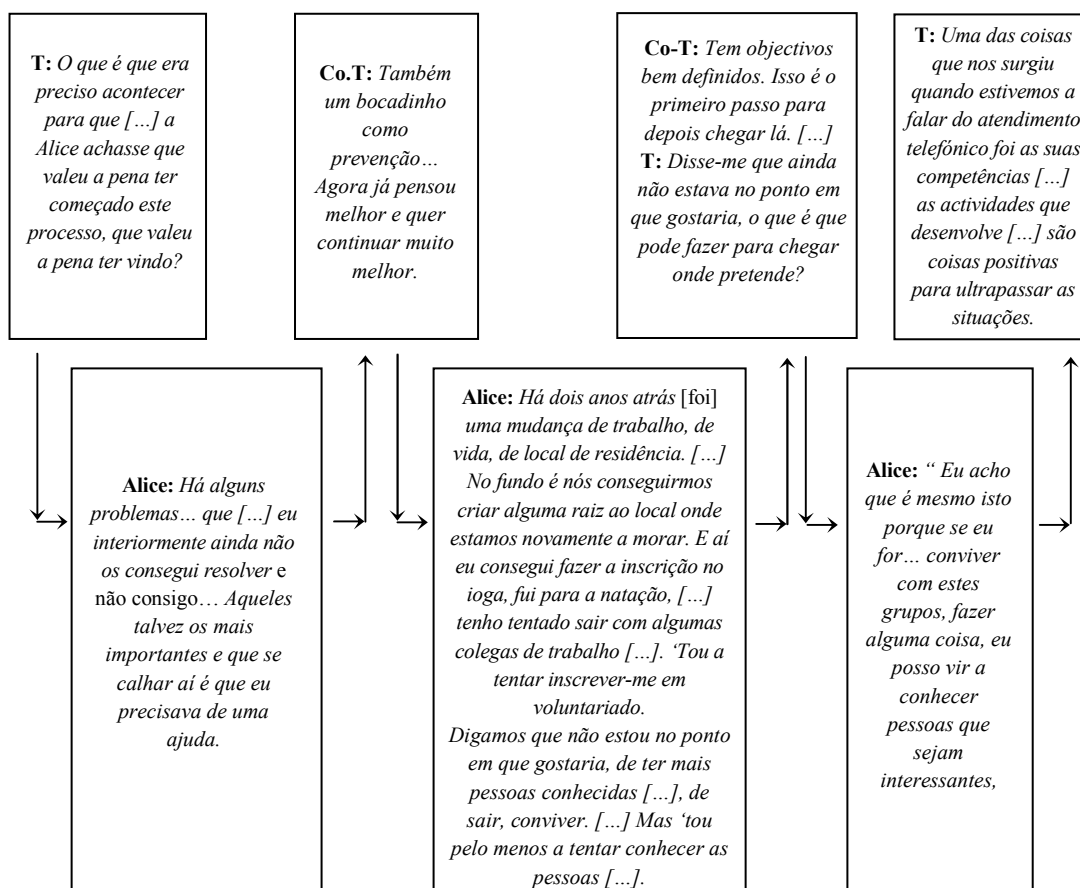 T: O que é que era
preciso acontecer
para que […] a
Alice achasse que
valeu a pena ter
começado este
processo, que valeu
a pena ter vindo?
Alice: Há alguns
problemas… que […] eu
interiormente ainda não
os consegui resolver e
não consigo… Aqueles
talvez os mais
importantes e que se
calhar aí é que eu
precisava de uma
ajuda.
Co.T: Também
um bocadinho
como
prevenção…
Agora já pensou
melhor e quer
continuar muito
melhor.
Alice: Há dois anos atrás [foi]
uma mudança de trabalho, de
vida, de local de residência. […]
No fundo é nós conseguirmos
criar alguma raiz ao local onde
estamos novamente a morar. E aí
eu consegui fazer a inscrição no
ioga, fui para a natação, […]
tenho tentado sair com algumas
colegas de trabalho […]. ‘Tou a
tentar inscrever-me em
voluntariado.
Digamos que não estou no ponto
em que gostaria, de ter mais
pessoas conhecidas […], de
sair, conviver. […] Mas ‘tou
pelo menos a tentar conhecer as
pessoas […].
Co-T: Tem objectivos
bem definidos. Isso é o
primeiro passo para
depois chegar lá. […]
T: Disse-me que ainda
não estava no ponto em
que gostaria, o que é que
pode fazer para chegar
onde pretende?
Alice: “ Eu acho
que é mesmo isto
porque se eu
for… conviver
com estes
grupos, fazer
alguma coisa, eu
posso vir a
conhecer
pessoas que
sejam
interessantes,
T: Uma das coisas
que nos surgiu
quando estivemos a
falar do atendimento
telefónico foi as suas
competências […]
as actividades que
desenvolve […] são
coisas positivas
para ultrapassar as
situações.